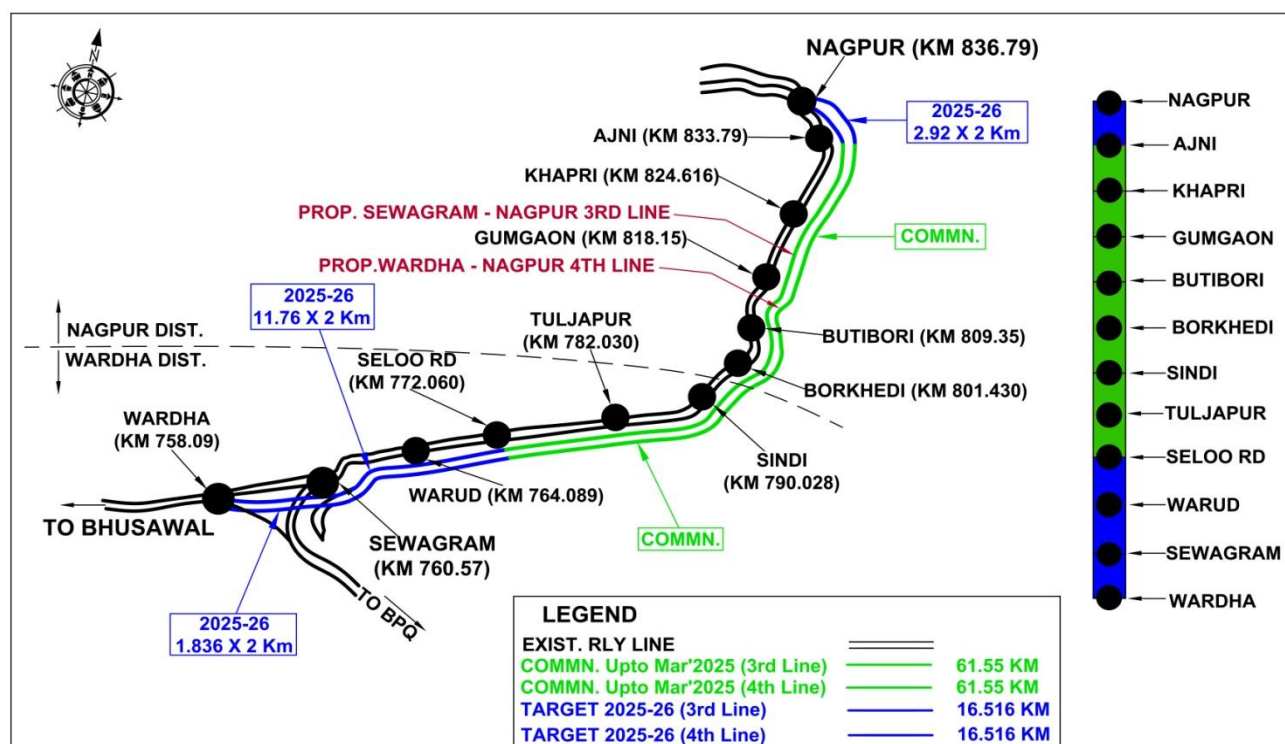 N
NAGPUR (KM 836.79)
2025-26
2.92 X 2 Km
AJNI (KM 833.79)
KHAPRI (KM 824.616)
PROP. SEWAGRAM - NAGPUR 3RD LINE
GUMGAON (KM 818.15)
COMMN.
PROP.WARDHA - NAGPUR 4TH LINE
2025-26
11.76 X 2 Km
NAGPUR DIST.
WARDHA DIST.
TULJAPUR
(KM 782.030)
BUTIBORI (KM 809.35)
SELOO RD
(KM 772.060)
BORKHEDI (KM 801.430)
WARDHA
(KM 758.09)
SINDI
(KM 790.028)
WARUD (KM 764.089)
TO BHUSAWAL
SEWAGRAM
(KM 760.57)
COMMN.
TO BPQ
2025-26
1.836 X 2 Km
LEGEND
EXIST. RLY LINE
COMMN. Upto Mar'2025 (3rd Line) 61.55 KM
COMMN. Upto Mar'2025 (4th Line) 61.55 KM
TARGET 2025-26 (3rd Line) 16.516 KM
TARGET 2025-26 (4th Line) 16.516 KM
NAGPUR
AJNI
KHAPRI
GUMGAON
BUTIBORI
BORKHEDI
SINDI
TULJAPUR
SELOO RD
WARUD
SEWAGRAM
WARDHA